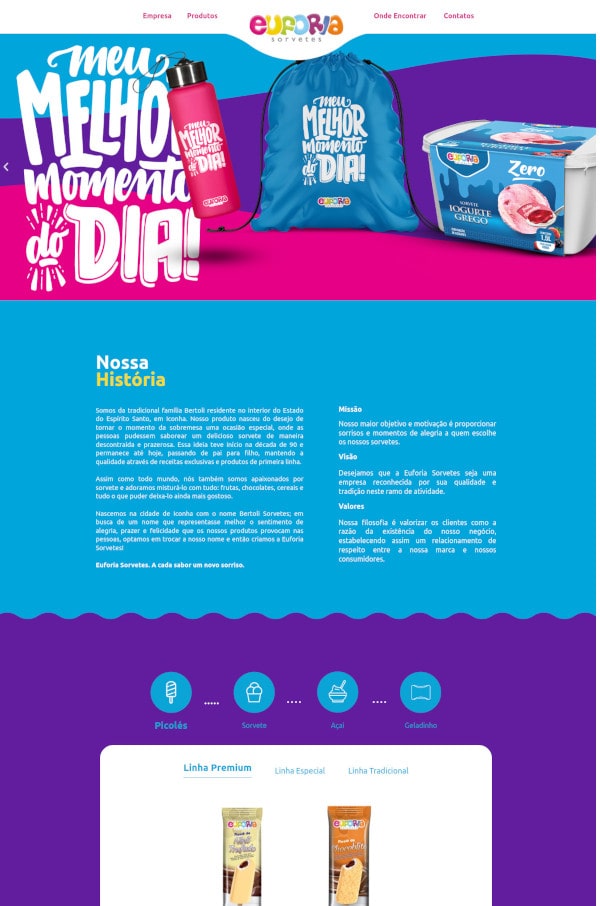 Empresa
Produtos
euforia
sorvetes
Onde Encontrar
Contatos
meu
MELHOR
momento
do DIA!
meu
MELHOR
momento
do DIA!
euforia
meu
MELHOR
momento
do DIA!
euforia
euforia
Zero
SORVETE
IOGURTE
GREGO
Nossa
História
Somos da tradicional família Bertoli residente no interior do Estado
do Espírito Santo, em Iconha. Nosso produto nasceu do desejo de
tornar o momento da sobremesa uma ocasião especial, onde as
pessoas pudessem saborear um delicioso sorvete de maneira
descontraída e prazerosa. Essa ideia teve início na década de 90 e
permanece até hoje, passando de pai para filho, mantendo a
qualidade através de receitas exclusivas e produtos de primeira linha.
Assim como todo mundo, nós também somos apaixonados por
sorvete e adoramos misturá-lo com tudo: frutas, chocolates, cereais e
tudo o que puder deixa-lo ainda mais gostoso.
Nascemos na cidade de Iconha com o nome Bertoli Sorvetes; em
busca de um nome que representasse melhor o sentimento de
alegria, prazer e felicidade que os nossos produtos provocam nas
pessoas, optamos em trocar a nosso nome e então criamos a Euforia
Sorvetes!
Euforia Sorvetes. A cada sabor um novo sorriso.
Missão
Nosso maior objetivo e motivação é proporcionar
sorrisos e momentos de alegria a quem escolhe
os nossos sorvetes.
Visão
Desejamos que a Euforia Sorvetes seja uma
empresa reconhecida por sua qualidade e
tradição neste ramo de atividade.
Valores
Nossa filosofia é valorizar os clientes como a
razão da existência do nosso negócio,
estabelecendo assim um relacionamento de
respeito entre a nossa marca e nossos
consumidores.
Picolés
Sorvete
Açaí
Geladinho
Linha Premium
Linha Especial
Linha Tradicional
euforia
euforia